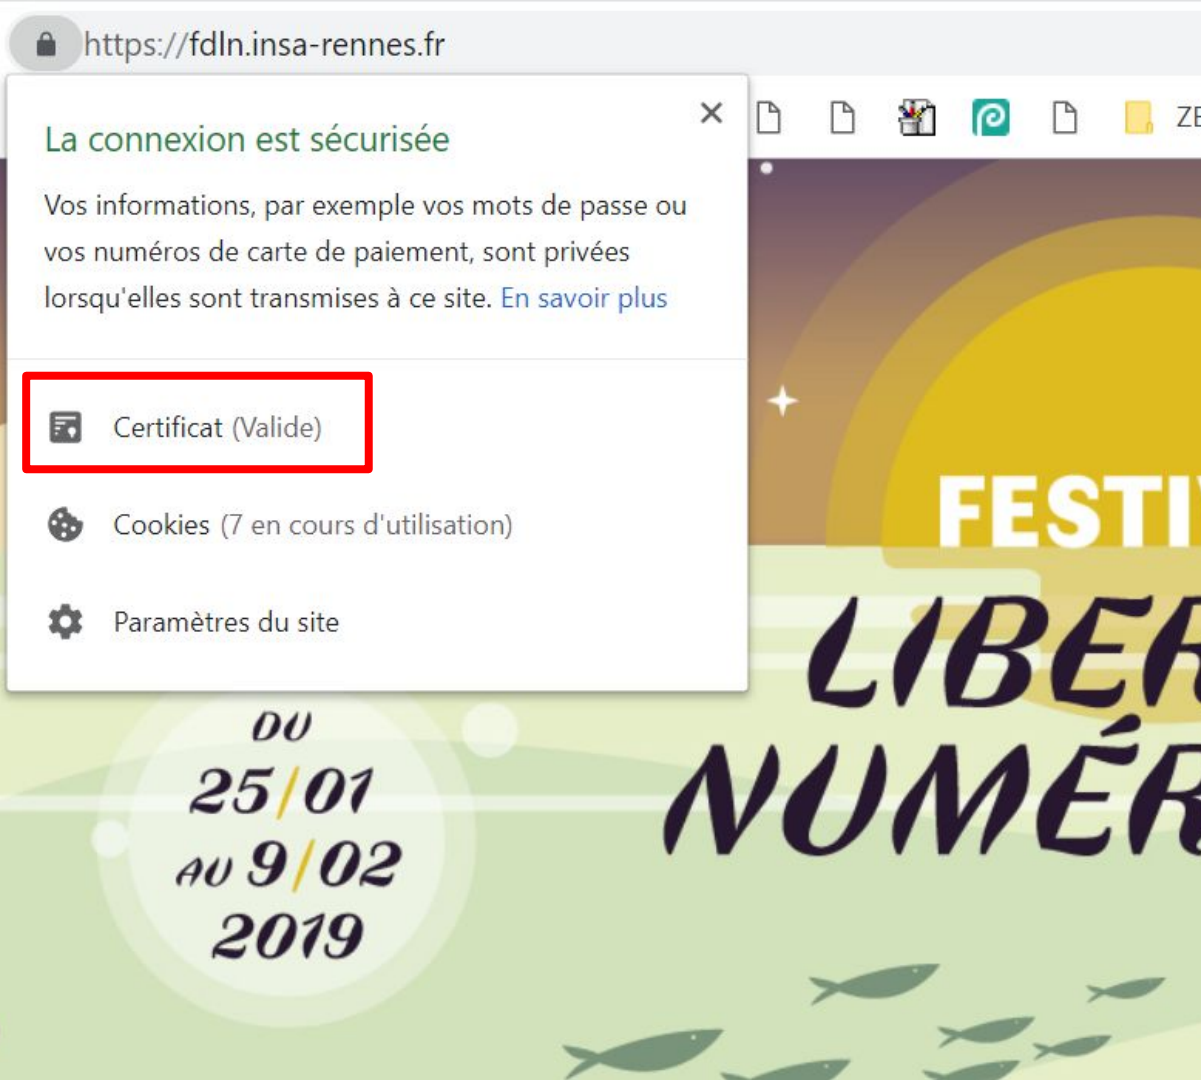 https://fdln.insa-rennes.fr
ZE
La connexion est sécurisée
Vos informations, par exemple vos mots de passe ou
vos numéros de carte de paiement, sont privées
lorsqu'elles sont transmises à ce site. En savoir plus
Certificat (Valide)
Cookies (7 en cours d'utilisation)
Paramètres du site
FESTI
LIBER
NUMÉR
DU
25/01
AU 9/02
2019